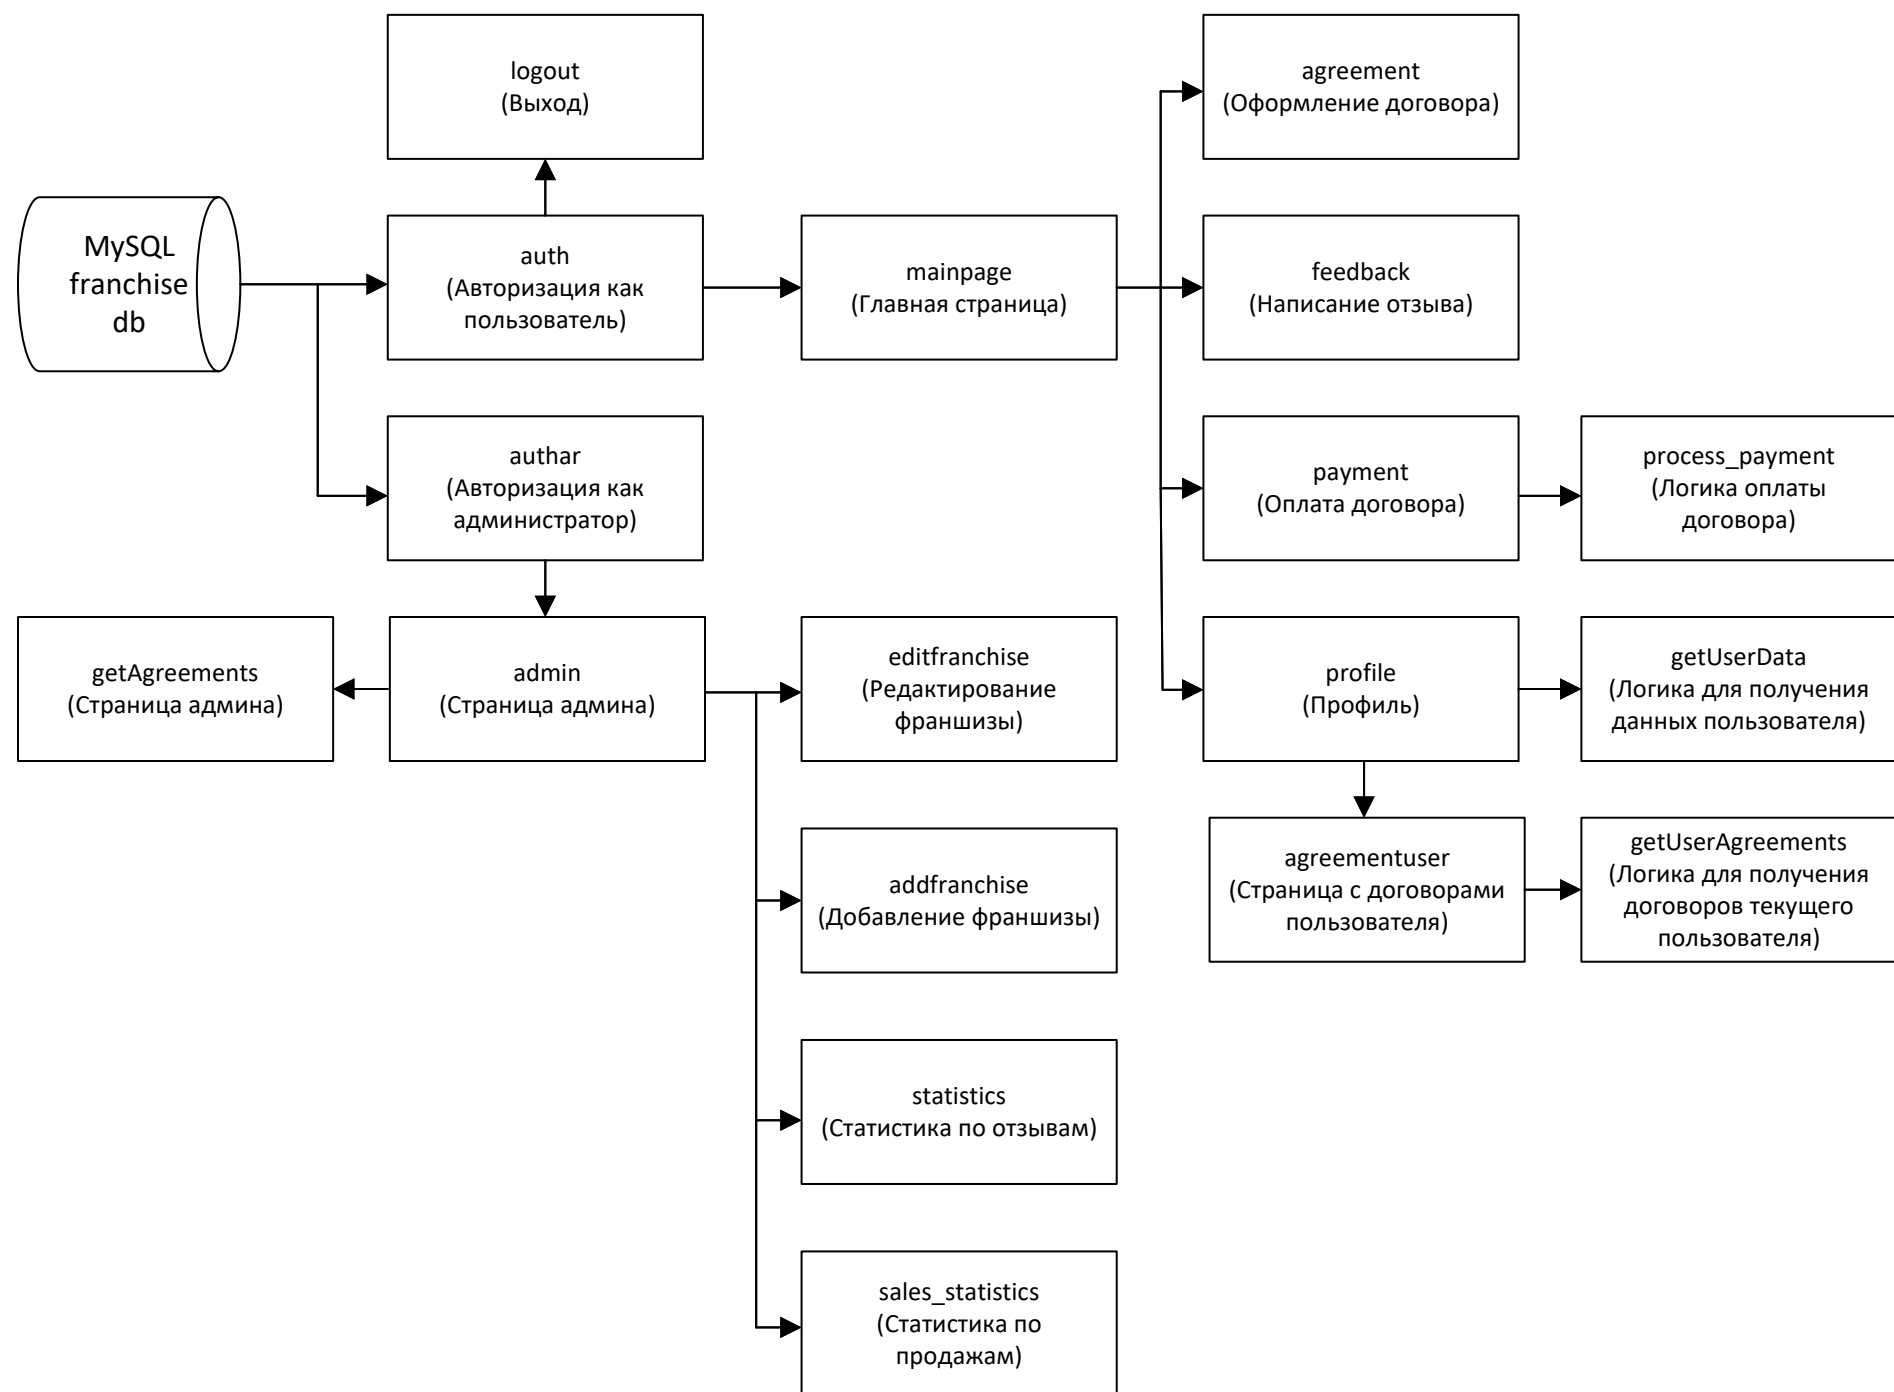 logout
(Выход)
agreement
(Оформление договора)
MySQL
franchise
db
auth
(Авторизация как
пользователь)
mainpage
(Главная страница)
feedback
(Написание отзыва)
authar
(Авторизация как
администратор)
payment
(Оплата договора)
process_payment
(Логика оплаты
договора)
getAgreements
(Страница админа)
admin
(Страница админа)
editfranchise
(Редактирование
франшизы)
profile
(Профиль)
getUserData
(Логика для получения
данных пользователя)
addfranchise
(Добавление франшизы)
agreementuser
(Страница с договорами
пользователя)
getUserAgreements
(Логика для получения
договоров текущего
пользователя)
statistics
(Статистика по отзывам)
sales_statistics
(Статистика по
продажам)